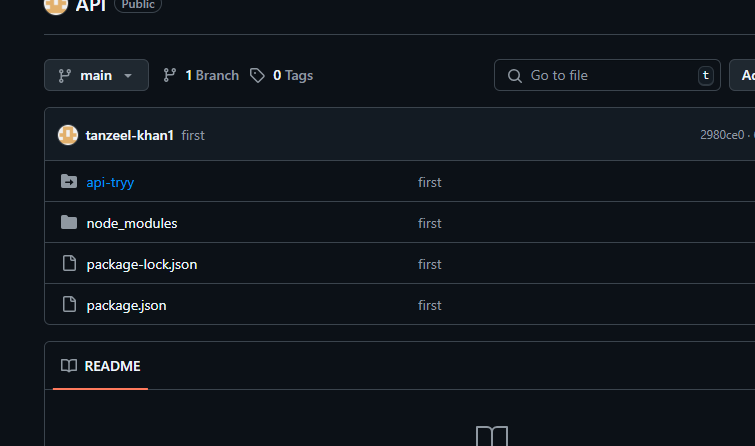 API Public
main 1 Branch 0 Tags Go to file t
tanzeel-khan1 first 2980ce0 ·
api-tryy first
node_modules first
package-lock.json first
package.json first
README